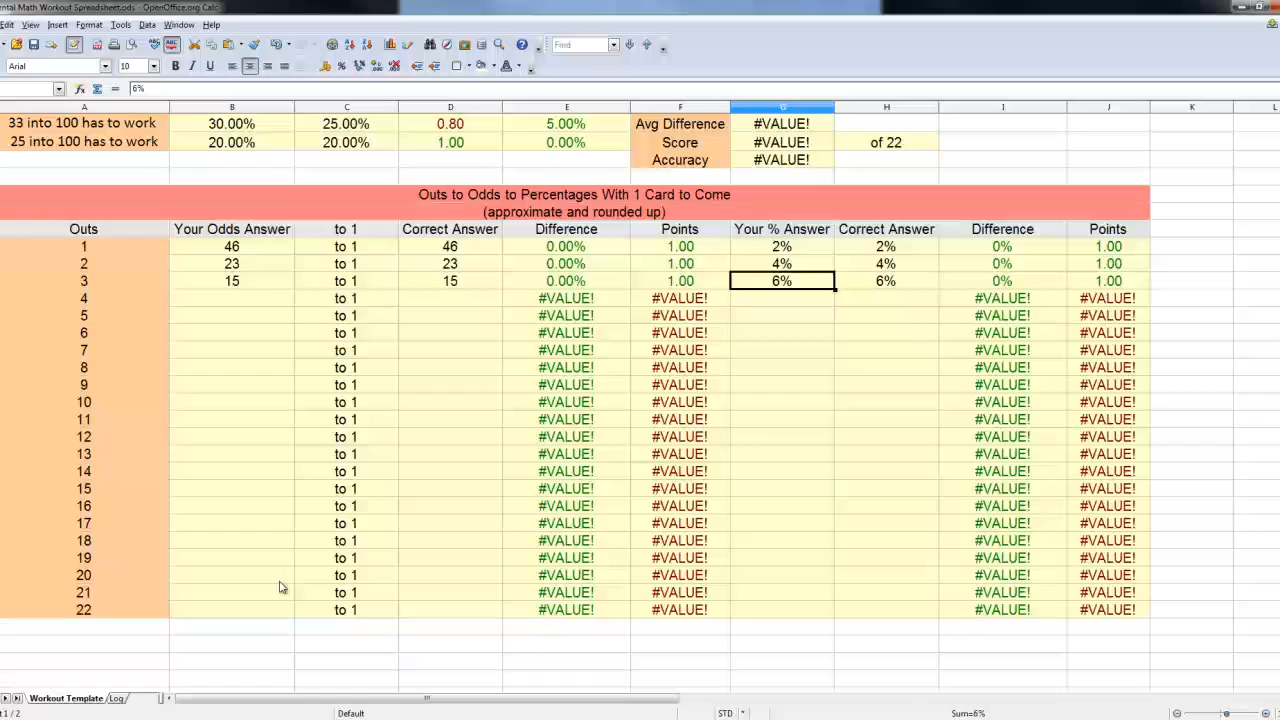 ental Math Workout Spreadsheet.ods - OpenOffice.org Calc
Edit View Insert Format Tools Data Window Help
Find
Arial 10 B I U
= 6%
A B C D E F G H I J K L
33 into 100 has to work 30.00% 25.00% 0.80 5.00% Avg Difference #VALUE!
25 into 100 has to work 20.00% 20.00% 1.00 0.00% Score #VALUE! of 22
Accuracy #VALUE!
Outs to Odds to Percentages With 1 Card to Come
(approximate and rounded up)
Outs Your Odds Answer to 1 Correct Answer Difference Points Your % Answer Correct Answer Difference Points
1 46 to 1 46 0.00% 1.00 2% 2% 0% 1.00
2 23 to 1 23 0.00% 1.00 4% 4% 0% 1.00
3 15 to 1 15 0.00% 1.00 6% 6% 0% 1.00
4 to 1 #VALUE! #VALUE! #VALUE! #VALUE!
5 to 1 #VALUE! #VALUE! #VALUE! #VALUE!
6 to 1 #VALUE! #VALUE! #VALUE! #VALUE!
7 to 1 #VALUE! #VALUE! #VALUE! #VALUE!
8 to 1 #VALUE! #VALUE! #VALUE! #VALUE!
9 to 1 #VALUE! #VALUE! #VALUE! #VALUE!
10 to 1 #VALUE! #VALUE! #VALUE! #VALUE!
11 to 1 #VALUE! #VALUE! #VALUE! #VALUE!
12 to 1 #VALUE! #VALUE! #VALUE! #VALUE!
13 to 1 #VALUE! #VALUE! #VALUE! #VALUE!
14 to 1 #VALUE! #VALUE! #VALUE! #VALUE!
15 to 1 #VALUE! #VALUE! #VALUE! #VALUE!
16 to 1 #VALUE! #VALUE! #VALUE! #VALUE!
17 to 1 #VALUE! #VALUE! #VALUE! #VALUE!
18 to 1 #VALUE! #VALUE! #VALUE! #VALUE!
19 to 1 #VALUE! #VALUE! #VALUE! #VALUE!
20 to 1 #VALUE! #VALUE! #VALUE! #VALUE!
21 to 1 #VALUE! #VALUE! #VALUE! #VALUE!
22 to 1 #VALUE! #VALUE! #VALUE! #VALUE!
Workout Template Log
1 / 2 Default STD * Sum=6%